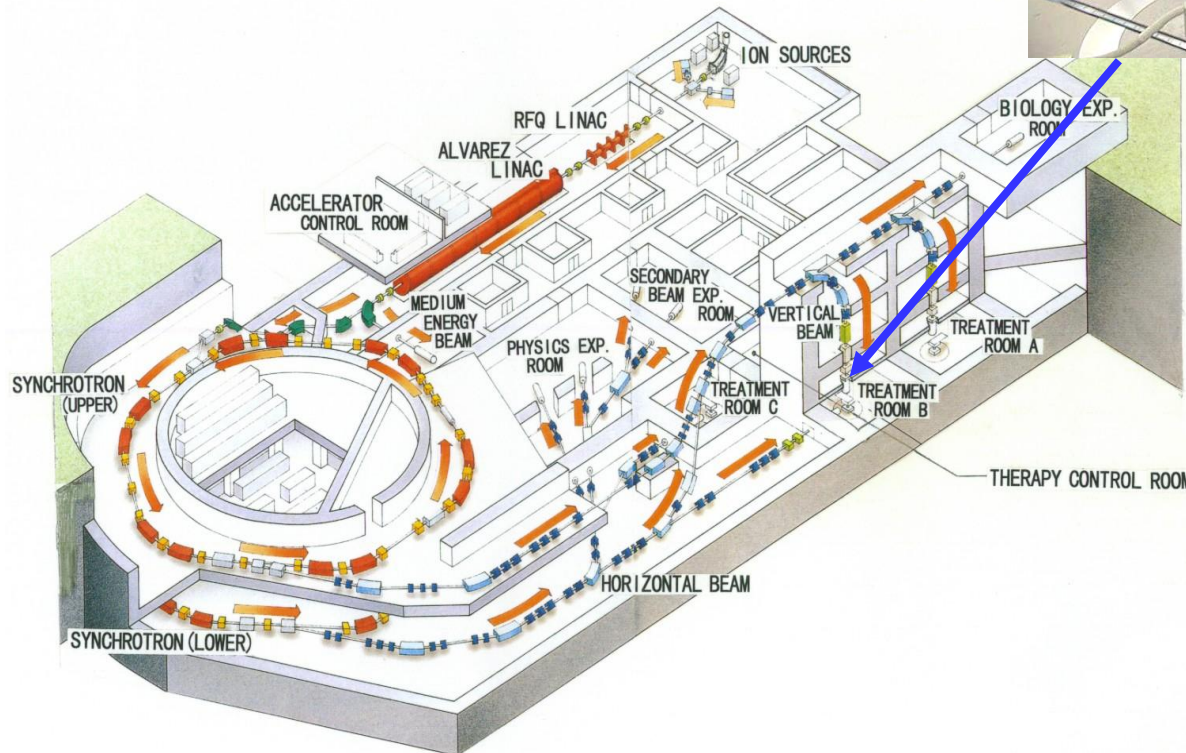 ION SOURCES
RFQ LINAC
ALVAREZ
LINAC
ACCELERATOR
CONTROL ROOM
BIOLOGY EXP.
ROOM
MEDIUM
ENERGY
BEAM
SECONDARY
BEAM EXP.
ROOM
VERTICAL
BEAM
TREATMENT
ROOM A
PHYSICS EXP.
ROOM
SYNCHROTRON
(UPPER)
TREATMENT
ROOM C
TREATMENT
ROOM B
THERAPY CONTROL ROOM
HORIZONTAL BEAM
SYNCHROTRON (LOWER)